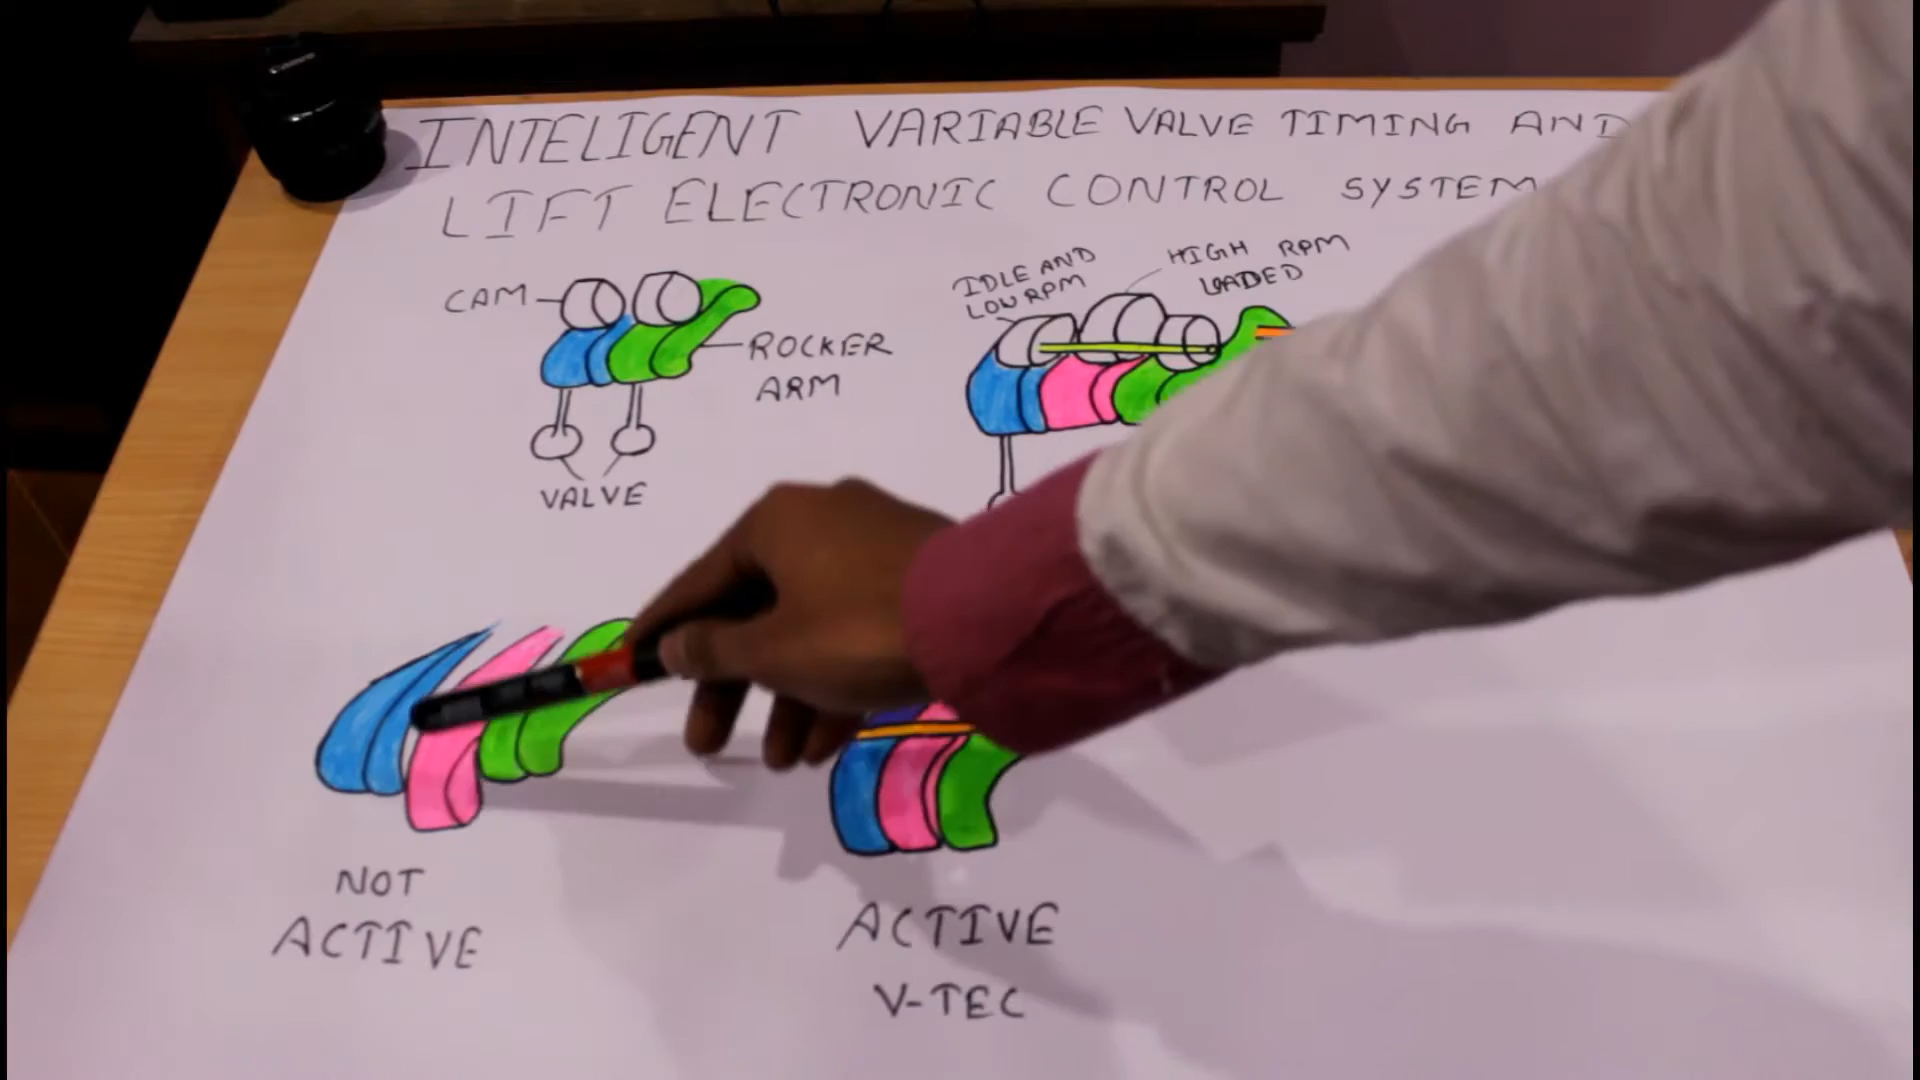 INTELIGENT VARIABLE VALVE TIMING AND
LIFT ELECTRONIC CONTROL SYSTEM
CAM
ROCKER
ARM
VALVE
IDLE AND
LOW RPM
HIGH RPM
LOADED
NOT
ACTIVE
ACTIVE
V-TEC